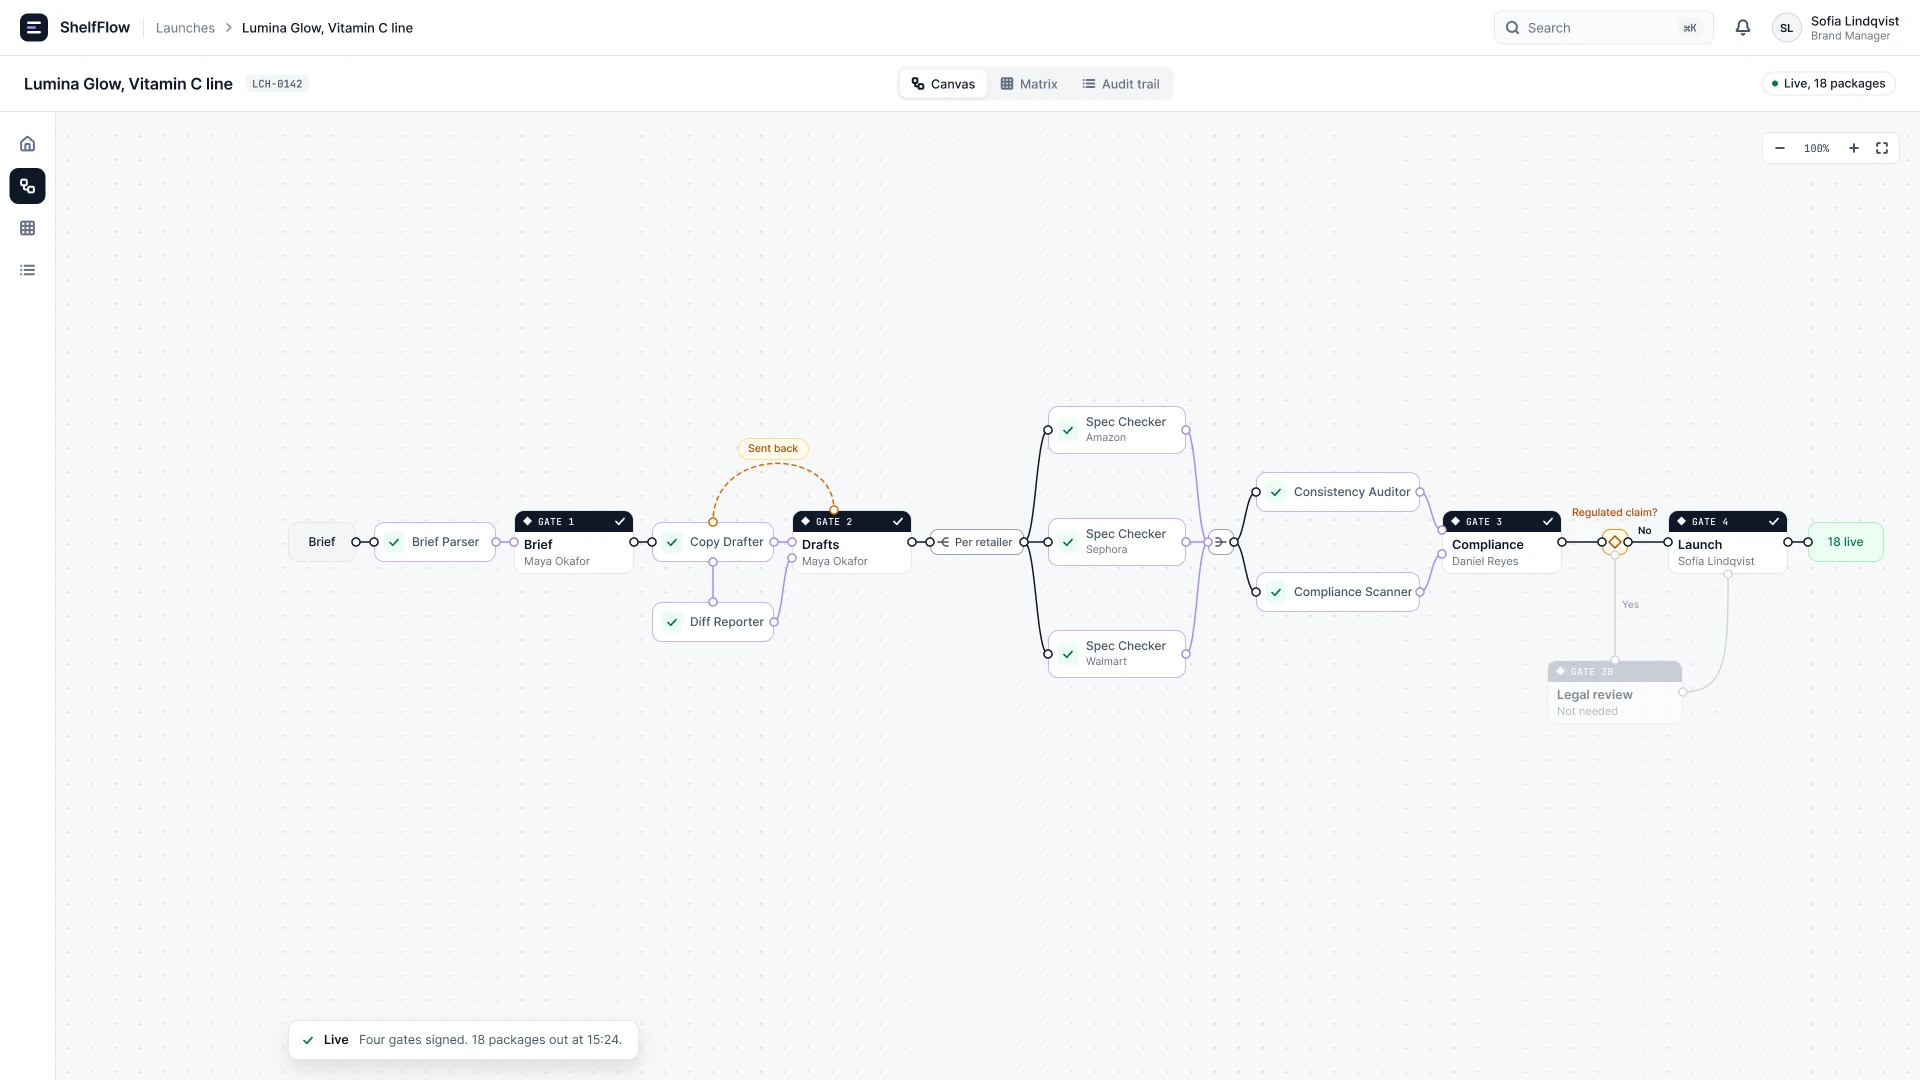 ShelfFlow
Launches
Lumina Glow, Vitamin C line
Search
⌘K
SL
Sofia Lindqvist
Brand Manager
Lumina Glow, Vitamin C line
LCH-0142
Canvas
Matrix
Audit trail
Live, 18 packages
100%
Brief
Brief Parser
GATE 1
Brief
Maya Okafor
Sent back
Copy Drafter
Diff Reporter
GATE 2
Drafts
Maya Okafor
Per retailer
Spec Checker
Amazon
Spec Checker
Sephora
Spec Checker
Walmart
Consistency Auditor
Compliance Scanner
GATE 3
Compliance
Daniel Reyes
Regulated claim?
No
Yes
GATE 3B
Legal review
Not needed
GATE 4
Launch
Sofia Lindqvist
18 live
Live Four gates signed. 18 packages out at 15:24.